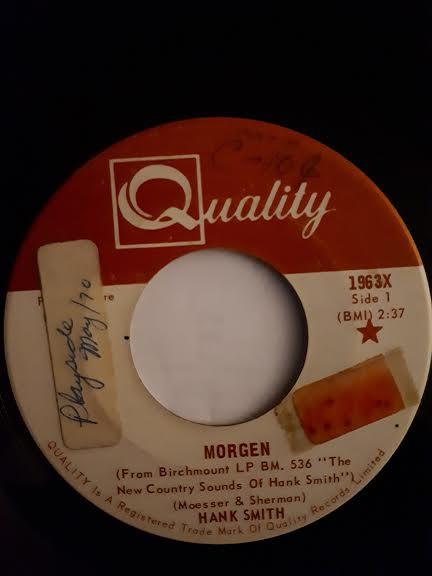 Quality
1963X
Side 1
(BMI) 2:37
Playside
May/70
MORGEN
(From Birchmount LP BM. 536 "The
New Country Sounds Of Hank Smith")
(Moesser & Sherman)
HANK SMITH
QUALITY Is A Registered Trade Mark Of Quality Records Limited